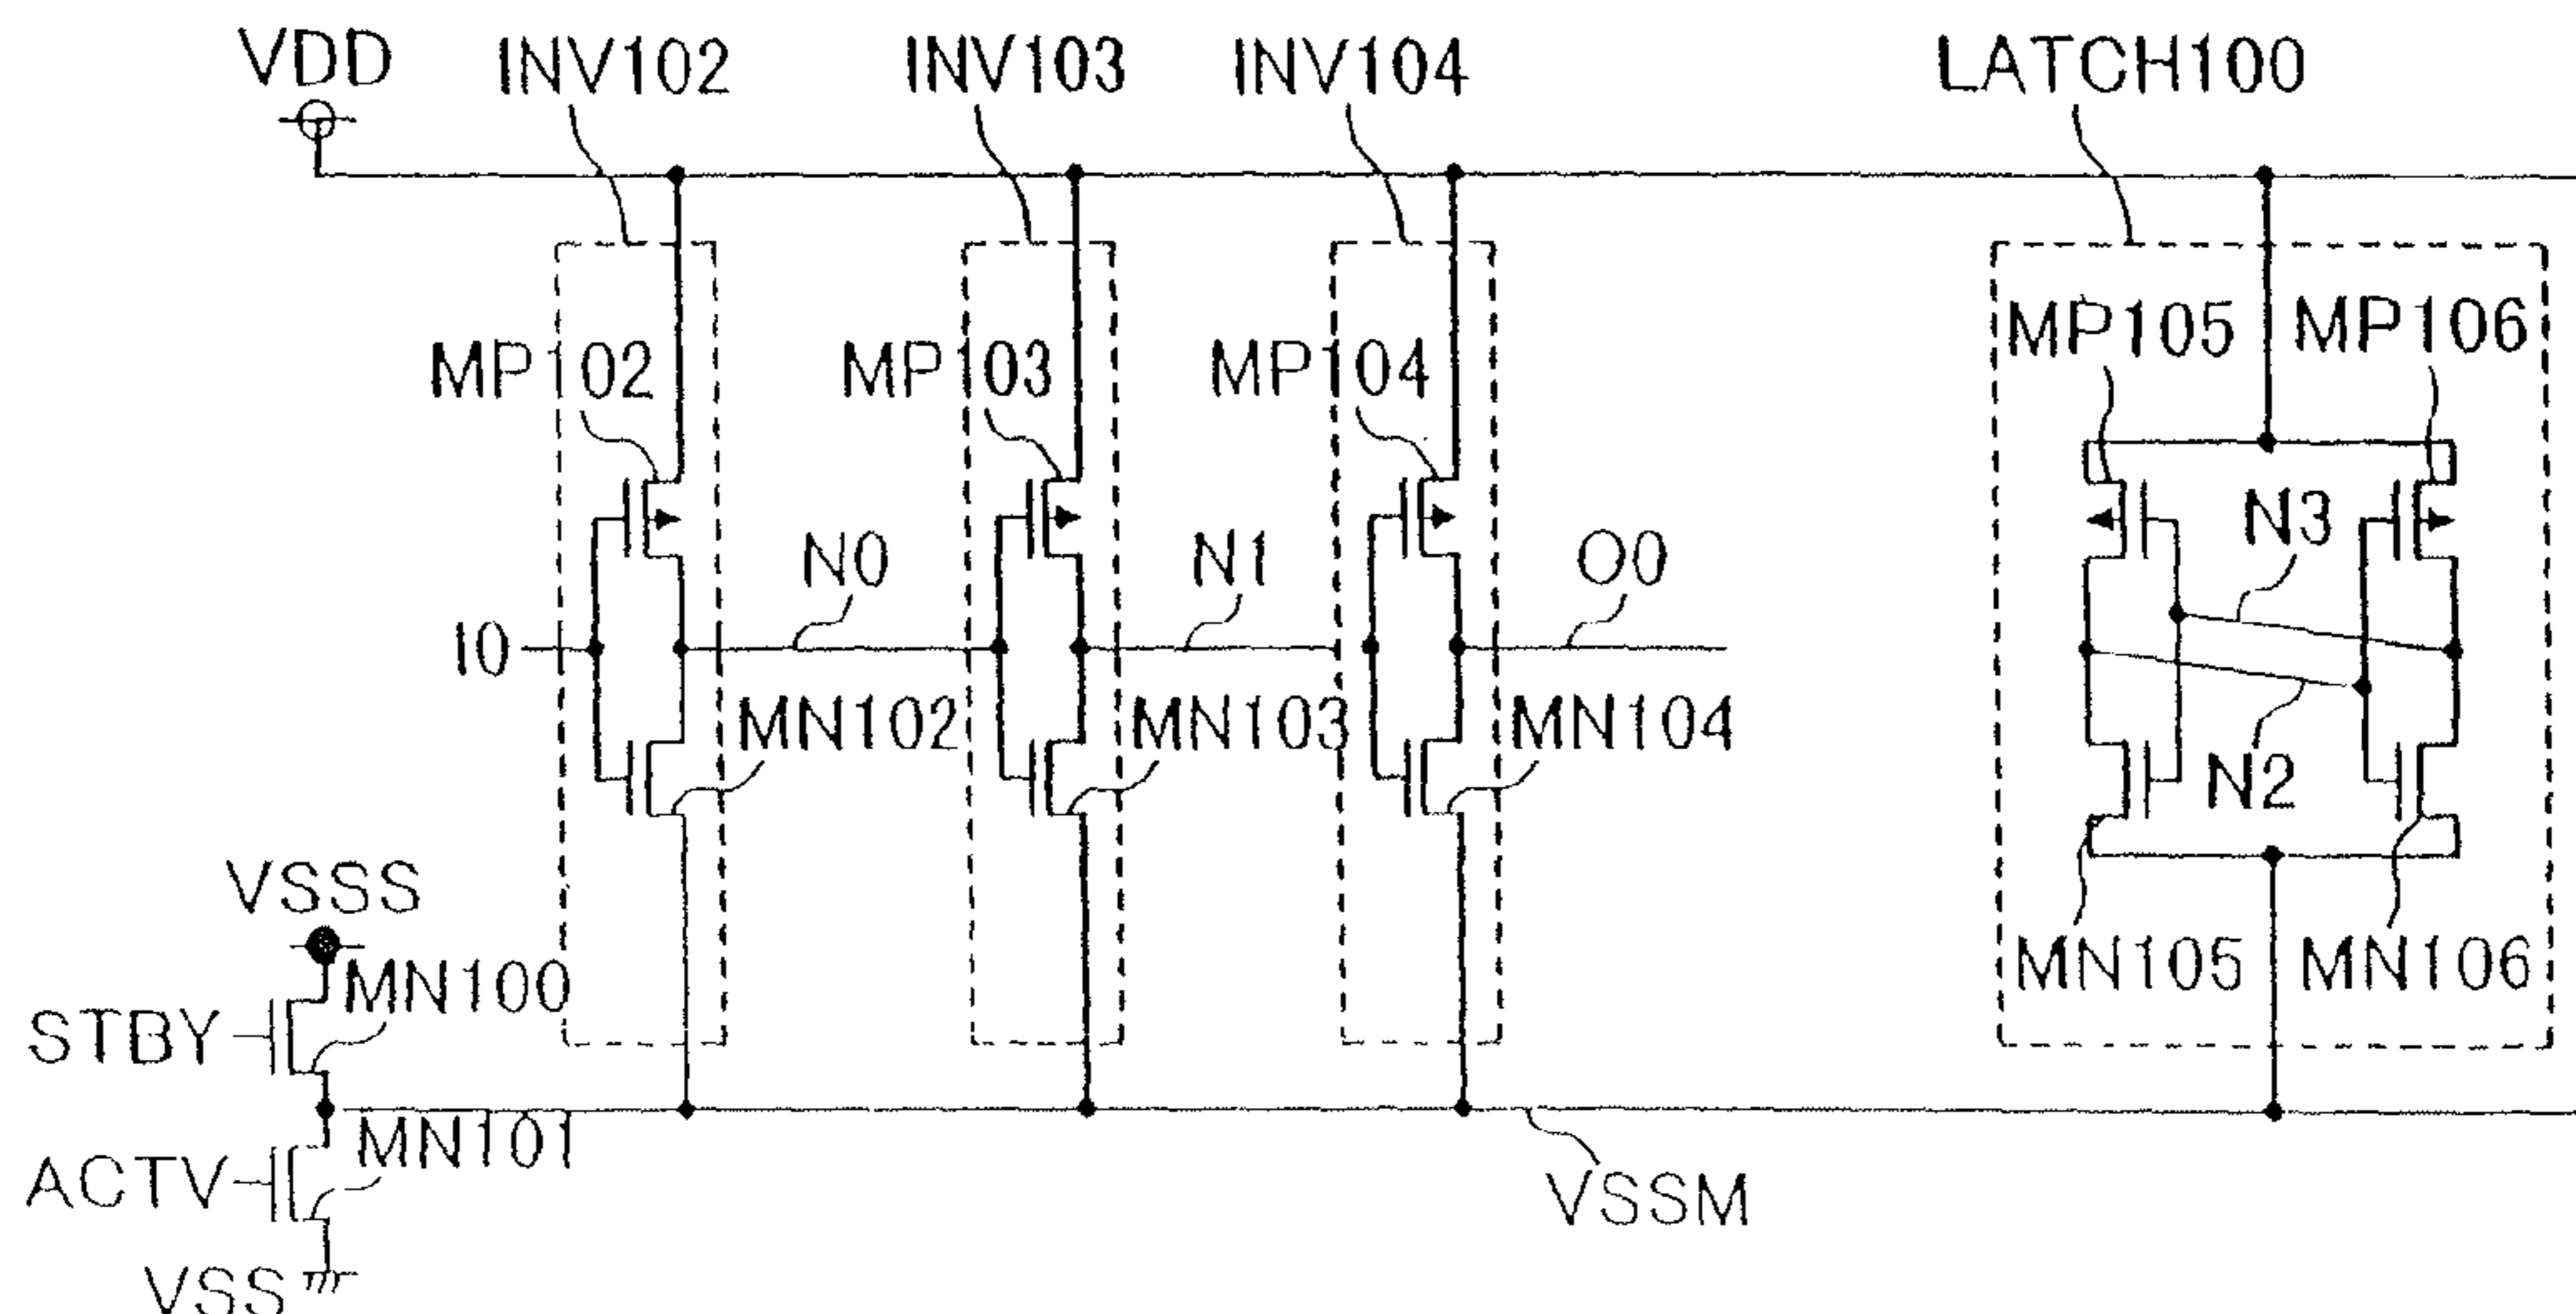 VDD INV102 INV103 INV104 LATCH100
MP105 MP106
MP102 MP103 MP104
N3
N0 N1 O0
I0
MN102 MN103 MN104
N2
VSSS
MN105 MN106
MN100
STBY
MN101
ACTV
VSSM
VSS